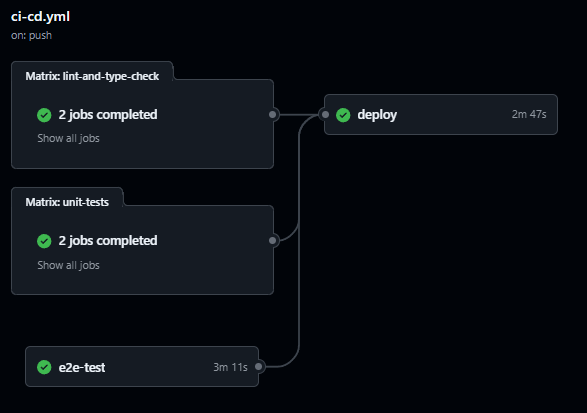 ci-cd.yml
on: push
Matrix: lint-and-type-check
2 jobs completed
Show all jobs
deploy 2m 47s
Matrix: unit-tests
2 jobs completed
Show all jobs
e2e-test 3m 11s